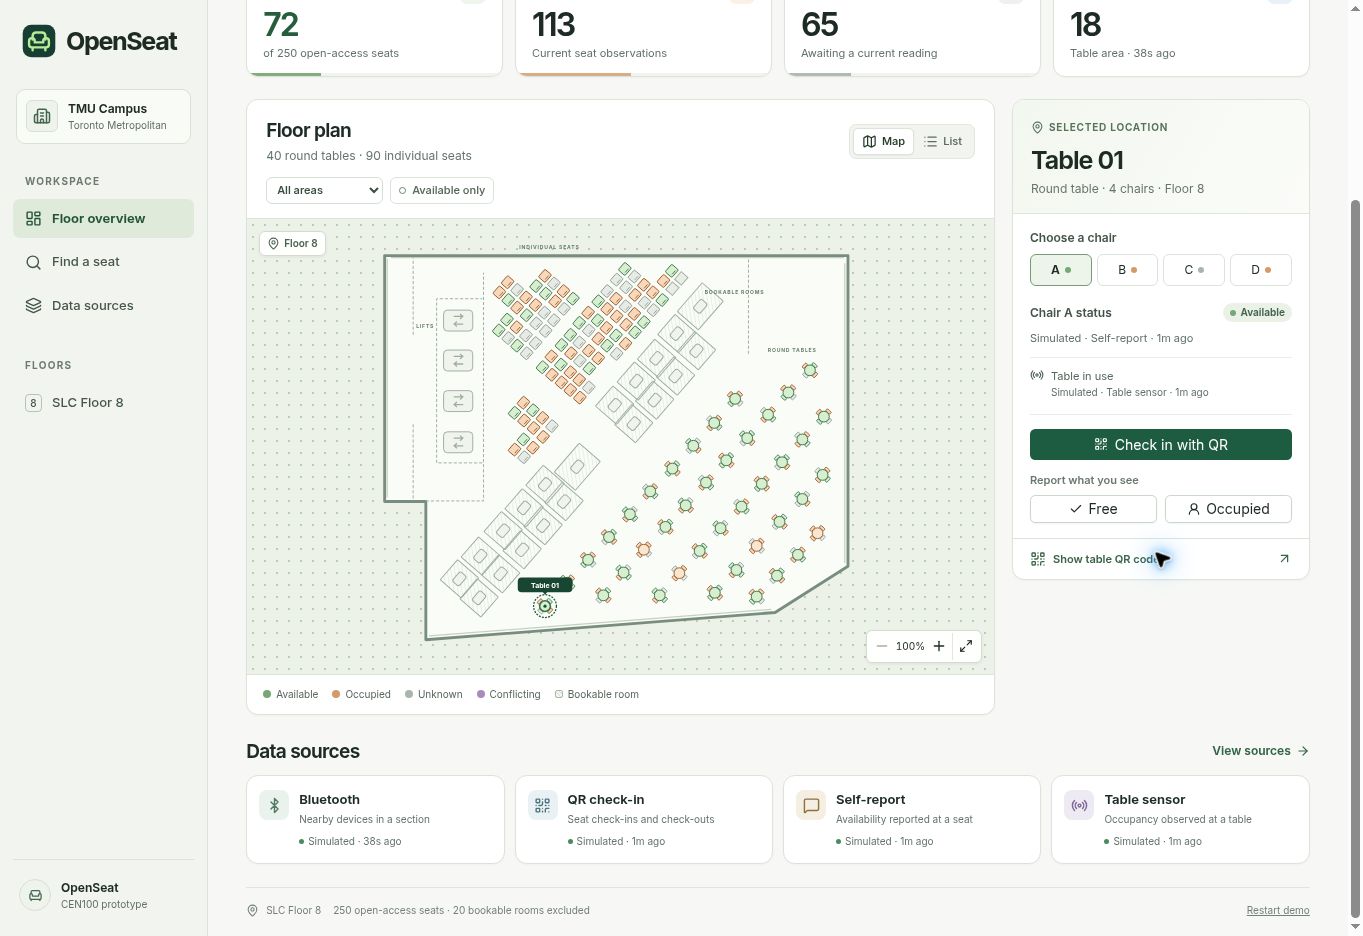 OpenSeat
TMU Campus
Toronto Metropolitan
WORKSPACE
Floor overview
Find a seat
Data sources
FLOORS
8 SLC Floor 8
OpenSeat
CEN100 prototype
72
of 250 open-access seats
113
Current seat observations
65
Awaiting a current reading
18
Table area · 38s ago
Floor plan
40 round tables · 90 individual seats
Map
List
All areas
Available only
Floor 8
INDIVIDUAL SEATS
BOOKABLE ROOMS
LIFTS
ROUND TABLES
Table 01
100%
Available
Occupied
Unknown
Conflicting
Bookable room
SELECTED LOCATION
Table 01
Round table · 4 chairs · Floor 8
Choose a chair
A
B
C
D
Chair A status
Available
Simulated · Self-report · 1m ago
Table in use
Simulated · Table sensor · 1m ago
Check in with QR
Report what you see
Free
Occupied
Show table QR code
Data sources
View sources
Bluetooth
Nearby devices in a section
Simulated · 38s ago
QR check-in
Seat check-ins and check-outs
Simulated · 1m ago
Self-report
Availability reported at a seat
Simulated · 1m ago
Table sensor
Occupancy observed at a table
Simulated · 1m ago
SLC Floor 8
250 open-access seats · 20 bookable rooms excluded
Restart demo